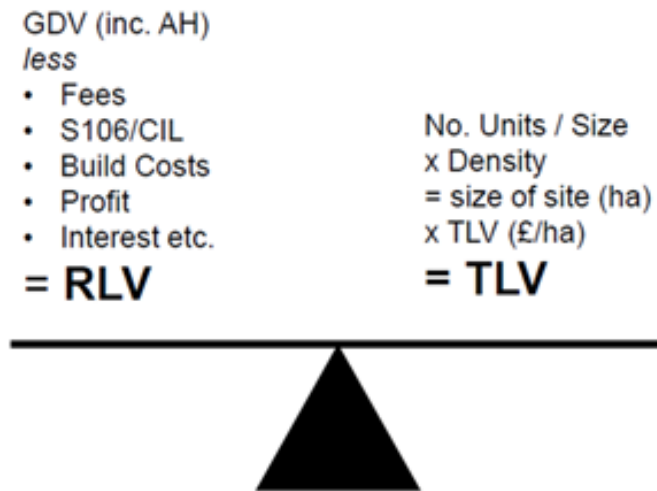 GDV (inc. AH)
less
• Fees
• S106/CIL
• Build Costs
• Profit
• Interest etc.
= RLV
No. Units / Size
x Density
= size of site (ha)
x TLV (£/ha)
= TLV